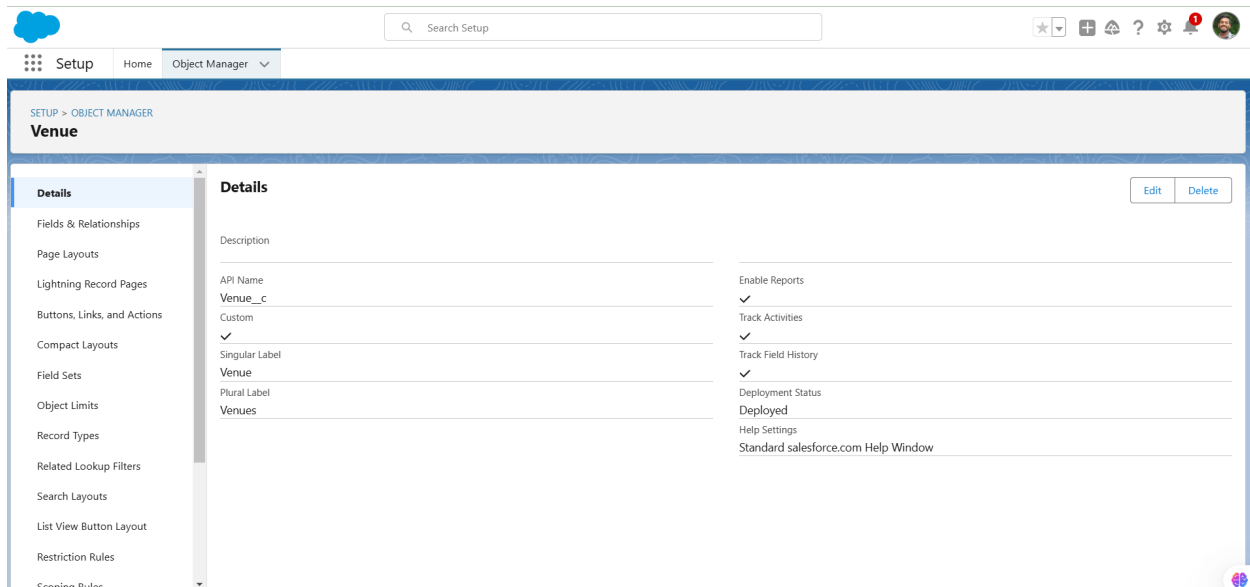 Search Setup
1
Setup
Home
Object Manager
SETUP > OBJECT MANAGER
Venue
Details
Fields & Relationships
Page Layouts
Lightning Record Pages
Buttons, Links, and Actions
Compact Layouts
Field Sets
Object Limits
Record Types
Related Lookup Filters
Search Layouts
List View Button Layout
Restriction Rules
Scoping Rules
Details
Edit
Delete
Description
API Name
Venue__c
Custom
Singular Label
Venue
Plural Label
Venues
Enable Reports
Track Activities
Track Field History
Deployment Status
Deployed
Help Settings
Standard salesforce.com Help Window